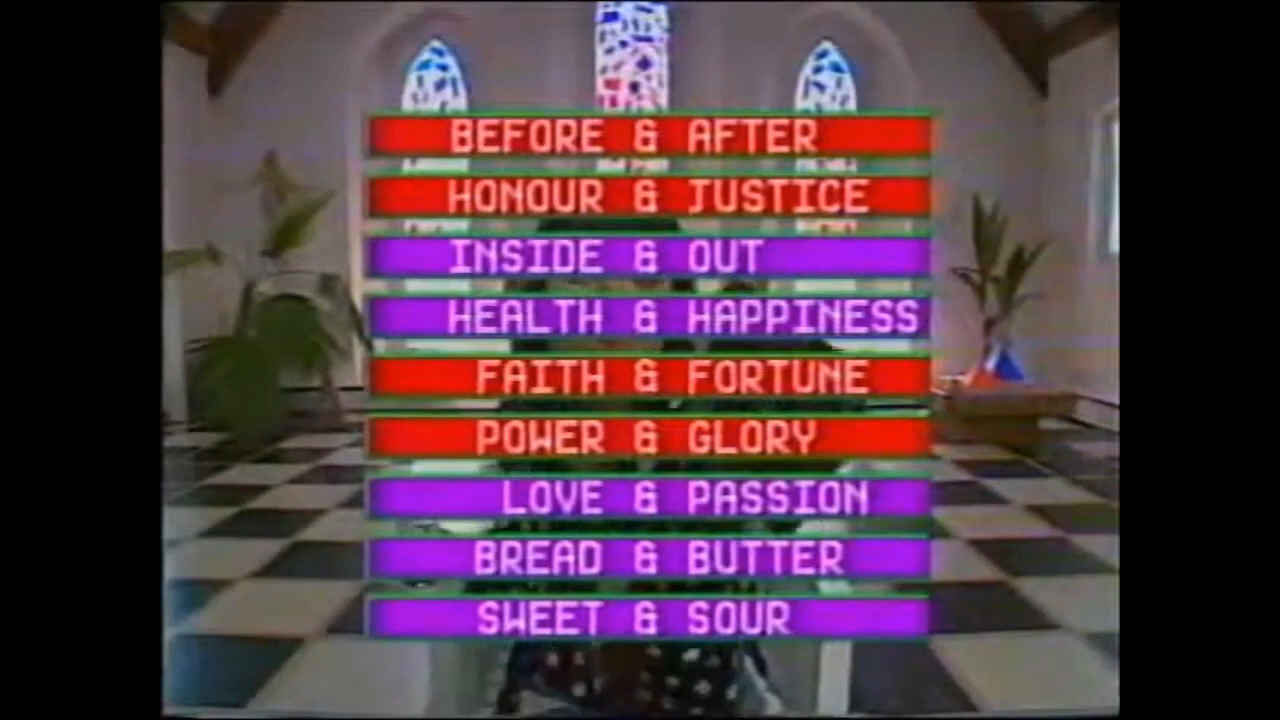 BEFORE & AFTER
HONOUR & JUSTICE
INSIDE & OUT
HEALTH & HAPPINESS
FAITH & FORTUNE
POWER & GLORY
LOVE & PASSION
BREAD & BUTTER
SWEET & SOUR